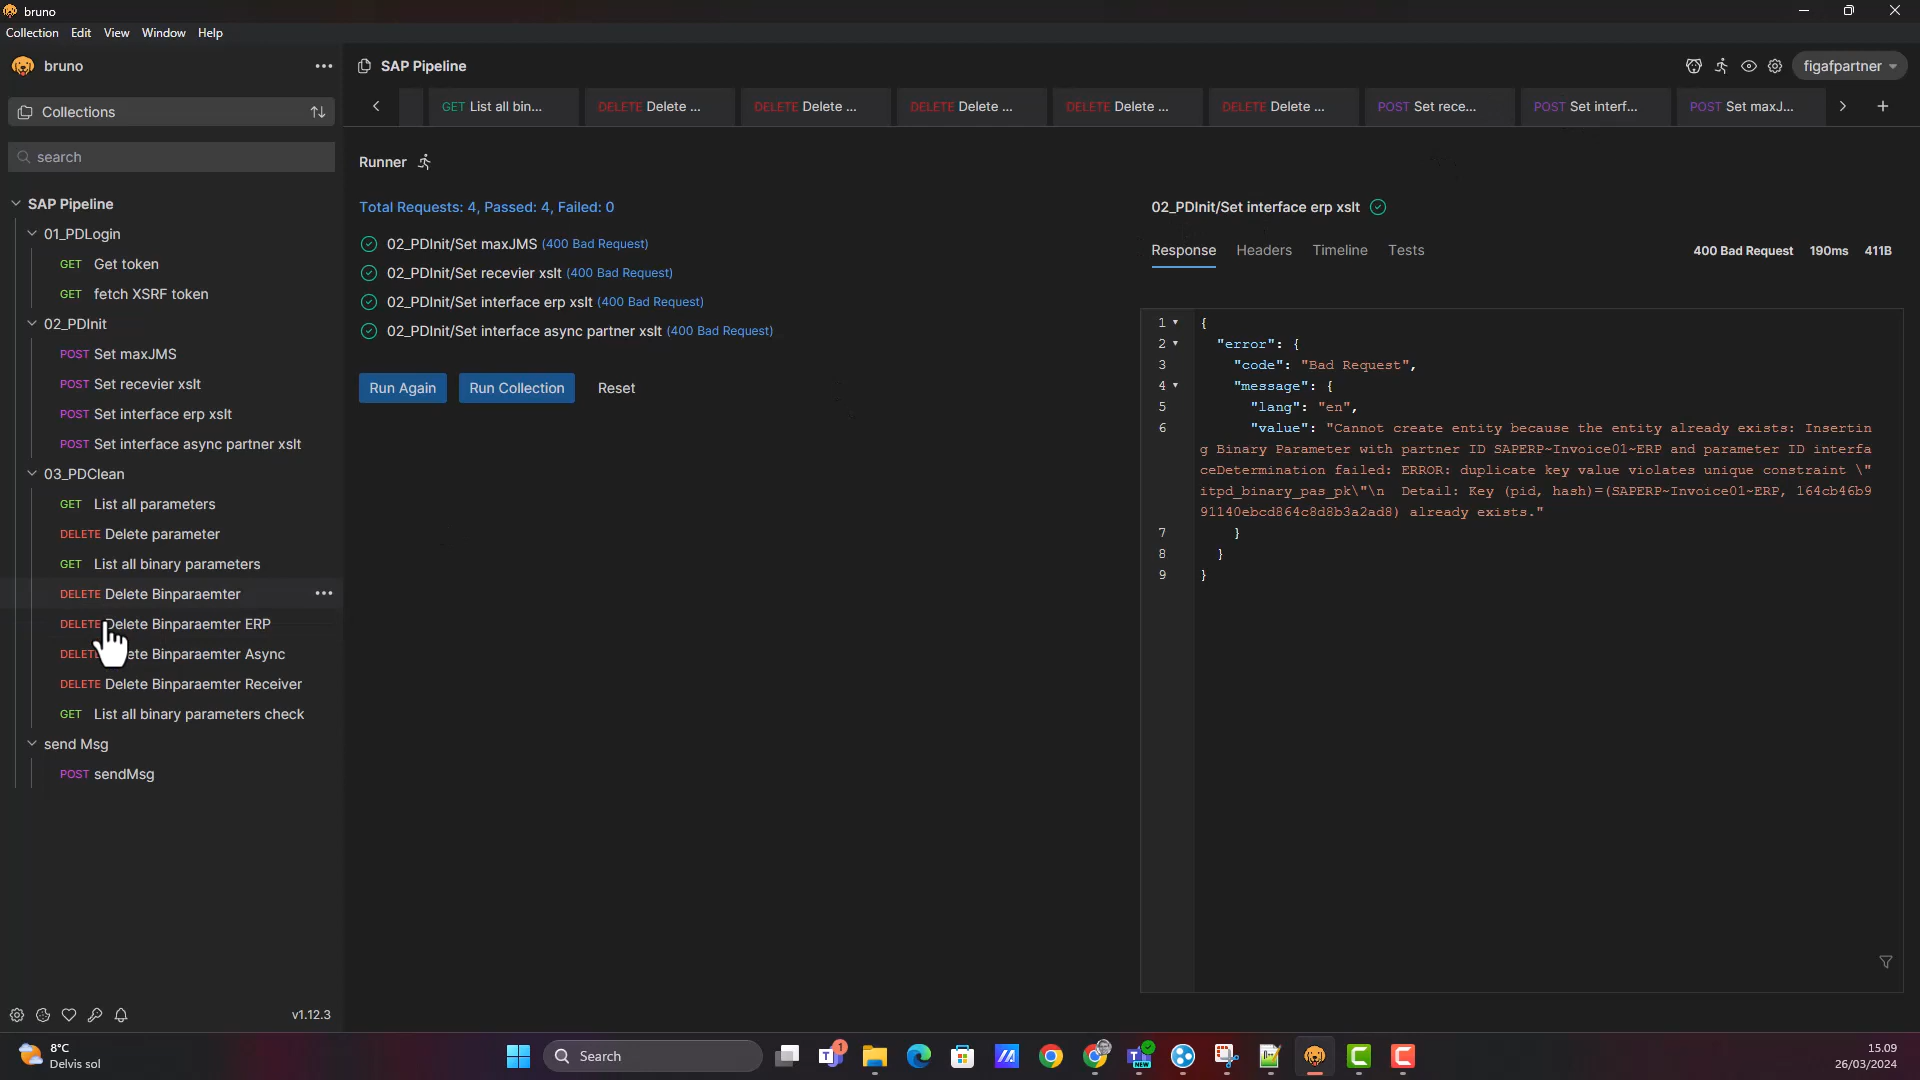 bruno
Collection Edit View Window Help
bruno
SAP Pipeline
figafpartner
Collections
GET List all bin...
DELETE Delete ...
DELETE Delete ...
DELETE Delete ...
DELETE Delete ...
DELETE Delete ...
POST Set rece...
POST Set interf...
POST Set maxJ...
search
Runner
SAP Pipeline
01_PDLogin
GET Get token
GET fetch XSRF token
02_PDInit
POST Set maxJMS
POST Set recevier xslt
POST Set interface erp xslt
POST Set interface async partner xslt
03_PDClean
GET List all parameters
DELETE Delete parameter
GET List all binary parameters
DELETE Delete Binparaemter
DELETE Delete Binparaemter ERP
Binparaemter Async
DELETE Delete Binparaemter Receiver
GET List all binary parameters check
send Msg
POST sendMsg
v1.12.3
Total Requests: 4, Passed: 4, Failed: 0
02_PDInit/Set maxJMS (400 Bad Request)
02_PDInit/Set recevier xslt (400 Bad Request)
02_PDInit/Set interface erp xslt (400 Bad Request)
02_PDInit/Set interface async partner xslt (400 Bad Request)
Run Again
Run Collection
Reset
02_PDInit/Set interface erp xslt
Response Headers Timeline Tests
400 Bad Request 190ms 411B
1 {
2 "error": {
3 "code": "Bad Request",
4 "message": {
5 "lang": "en",
6 "value": "Cannot create entity because the entity already exists: Insertin
g Binary Parameter with partner ID SAPERP~Invoice01~ERP and parameter ID interfa
ceDetermination failed: ERROR: duplicate key value violates unique constraint \"
itpd_binary_pas_pk\"\n Detail: Key (pid, hash)=(SAPERP~Invoice01~ERP, 164cb46b9
91140ebcd864c8d8b3a2ad8) already exists."
7 }
8 }
9 }
8°C
Delvis sol
Search
1
NEW
15.09
26/03/2024